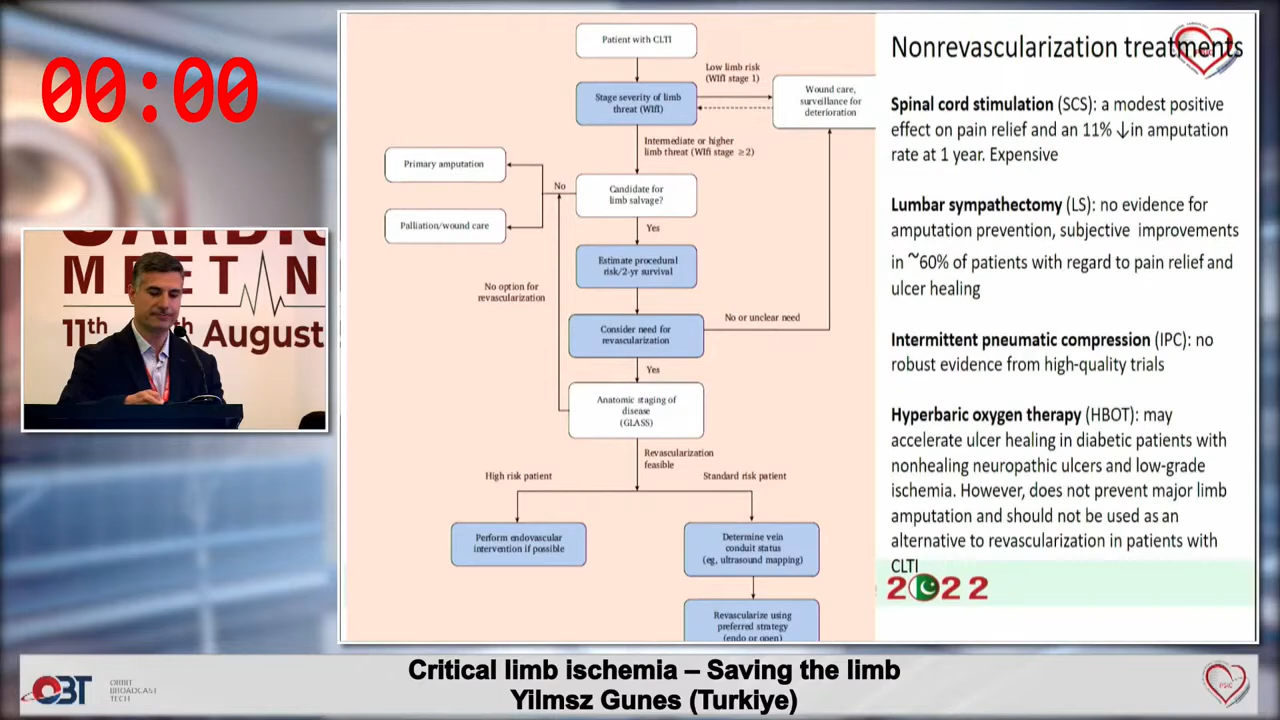 00:00
CARDIO
MEET N
11th th August
Patient with CLTI
Low limb risk
(WIfI stage 1)
Stage severity of limb
threat (WIfI)
Wound care,
surveillance for
deterioration
Intermediate or higher
limb threat (WIfI stage ≥2)
Primary amputation
No
Candidate for
limb salvage?
Palliation/wound care
Yes
Estimate procedural
risk/2-yr survival
No option for
revascularization
No or unclear need
Consider need for
revascularization
Yes
Anatomic staging of
disease
(GLASS)
Revascularization
feasible
High risk patient
Standard risk patient
Perform endovascular
intervention if possible
Determine vein
conduit status
(eg, ultrasound mapping)
Revascularize using
preferred strategy
(endo or open)
Nonrevascularization treatments
Spinal cord stimulation (SCS): a modest positive
effect on pain relief and an 11% ↓in amputation
rate at 1 year. Expensive
Lumbar sympathectomy (LS): no evidence for
amputation prevention, subjective improvements
in ~60% of patients with regard to pain relief and
ulcer healing
Intermittent pneumatic compression (IPC): no
robust evidence from high-quality trials
Hyperbaric oxygen therapy (HBOT): may
accelerate ulcer healing in diabetic patients with
nonhealing neuropathic ulcers and low-grade
ischemia. However, does not prevent major limb
amputation and should not be used as an
alternative to revascularization in patients with
CLTI
2022
OBT
ORBIT
BROADCAST
TECH
Critical limb ischemia – Saving the limb
Yilmsz Gunes (Turkiye)